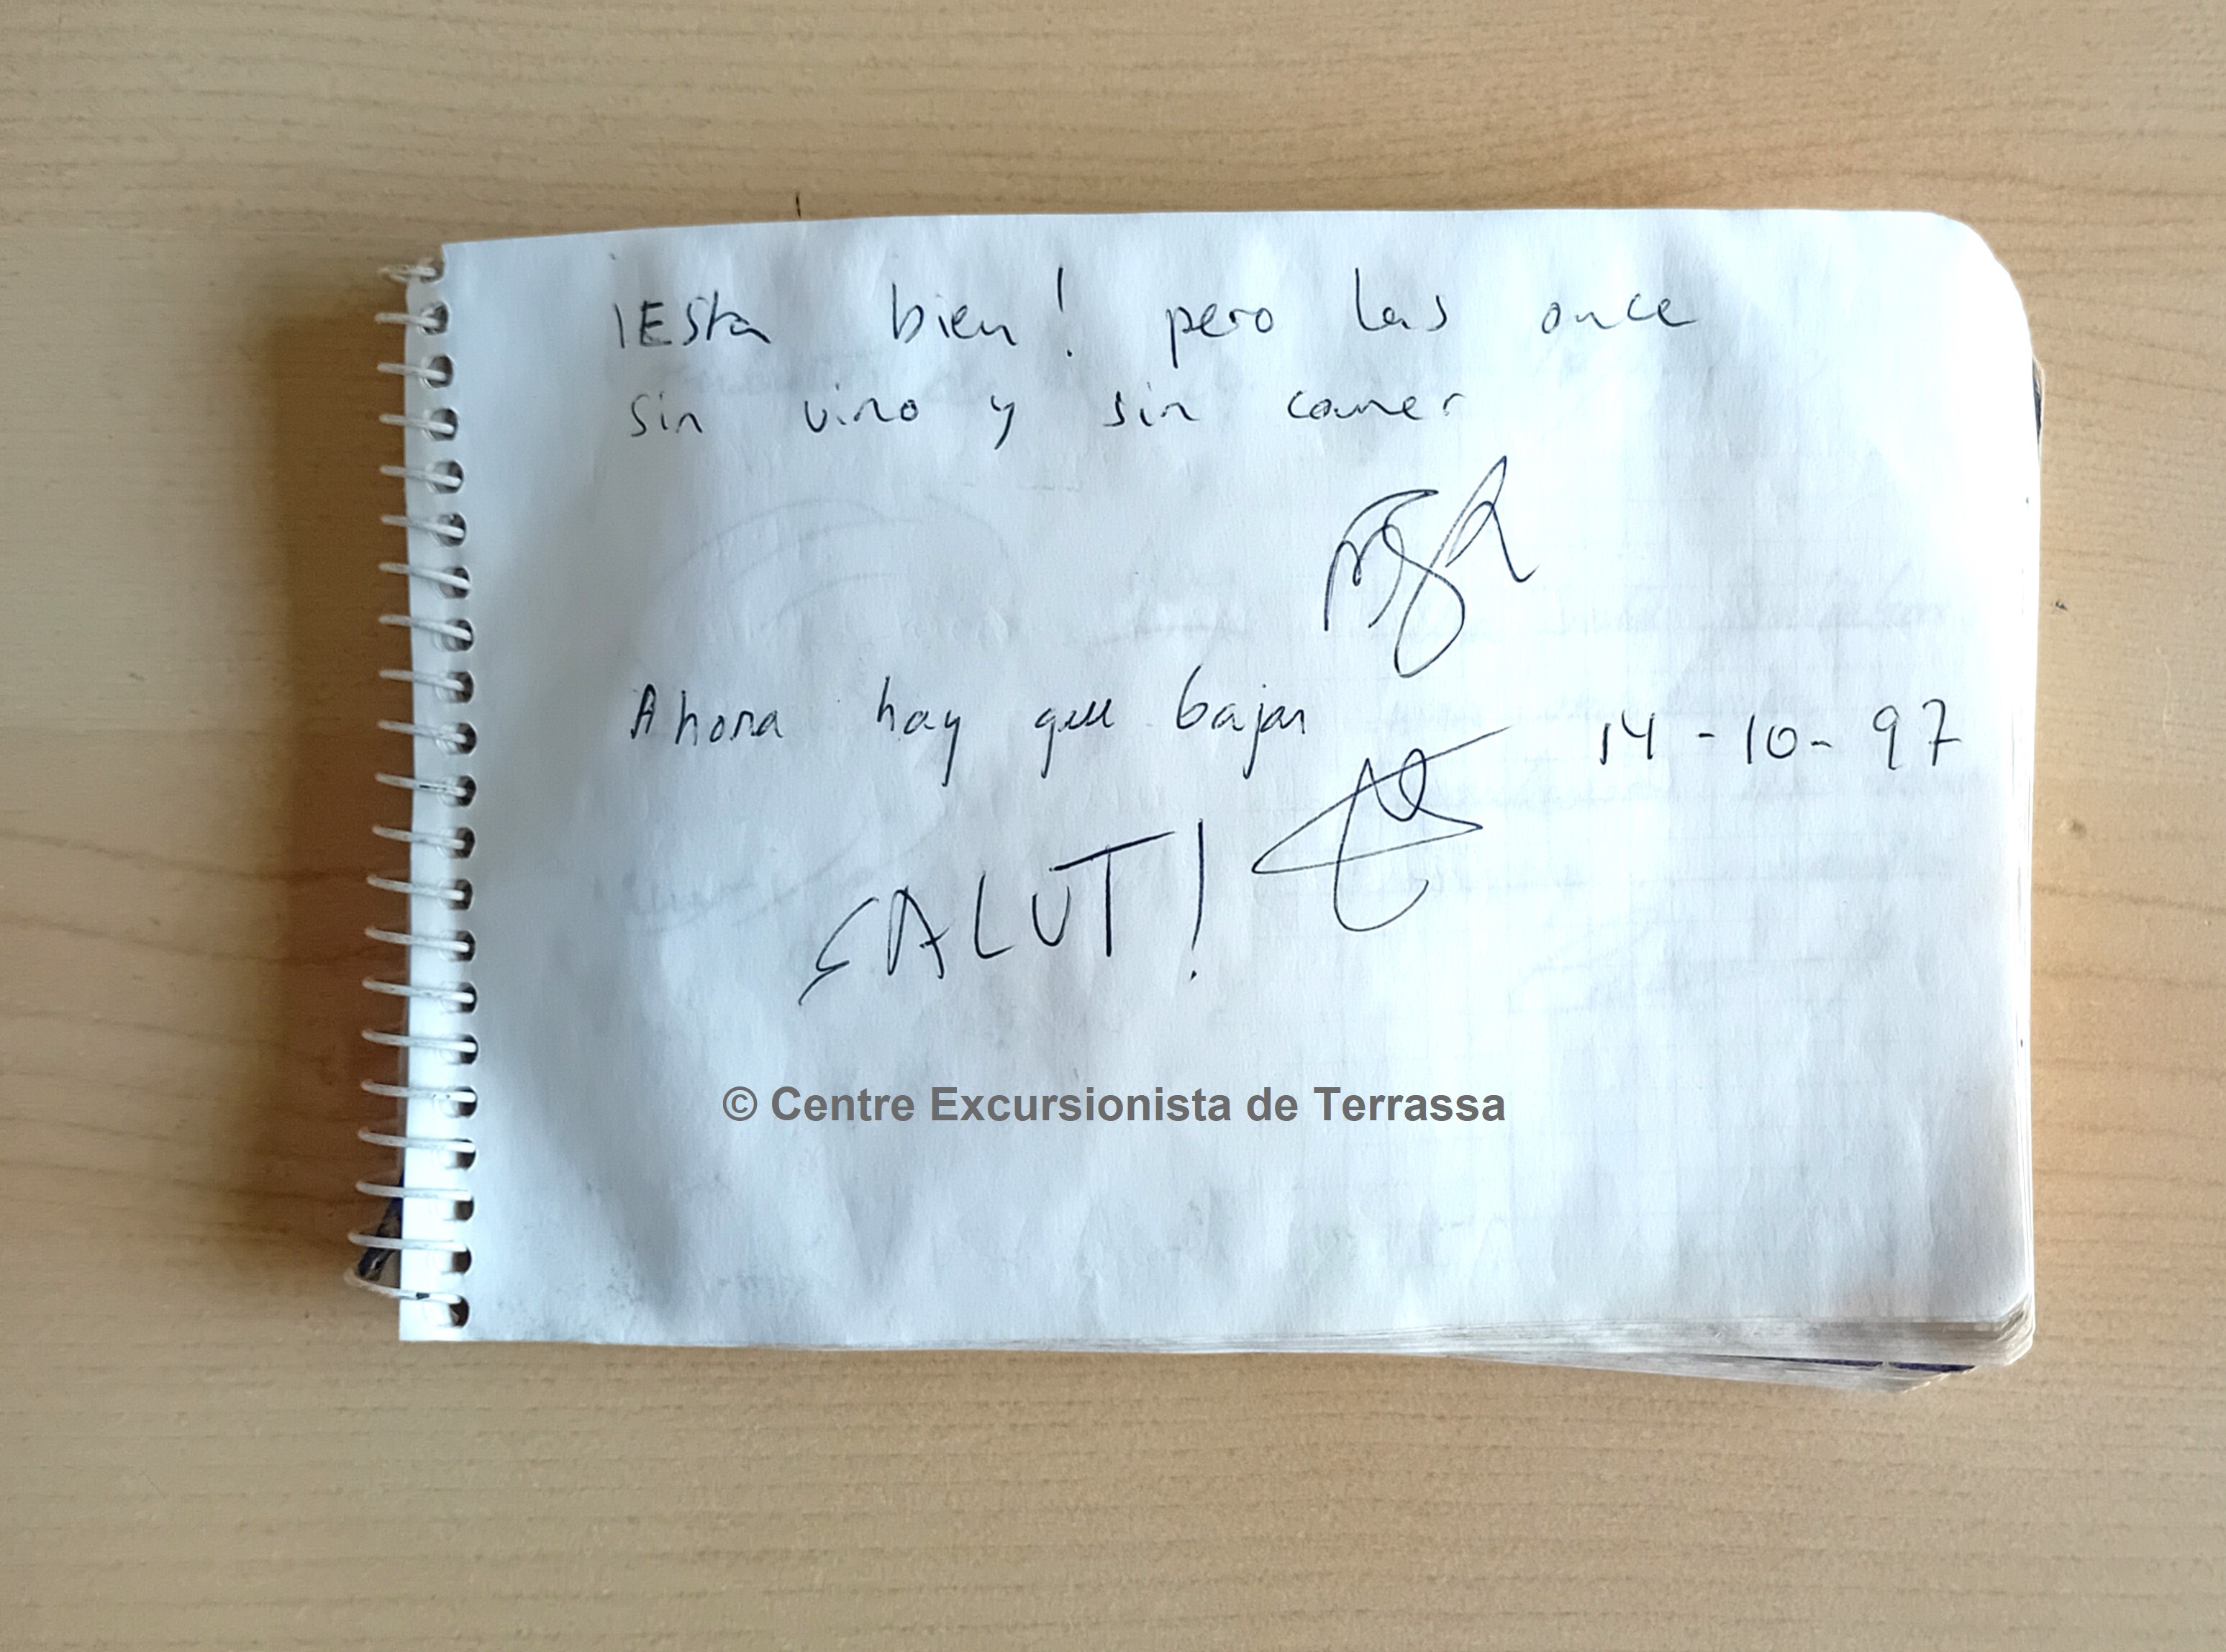 ¡Esta bien! pero las once
sin vino y sin comer
Ahora hay que bajar
14-10-97
SALUT!
© Centre Excursionista de Terrassa